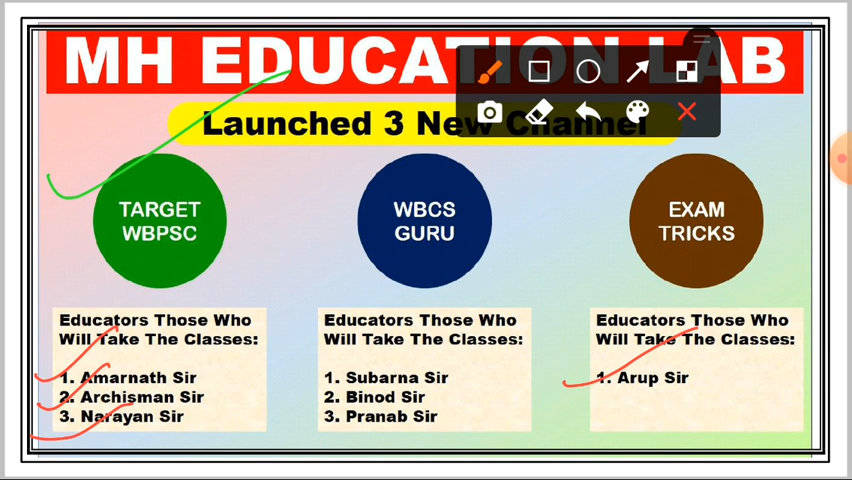 MH EDUCATION LAB
Launched 3 New Channel
TARGET
WBPSC
WBCS
GURU
EXAM
TRICKS
Educators Those Who
Will Take The Classes:
1. Amarnath Sir
2. Archisman Sir
3. Narayan Sir
Educators Those Who
Will Take The Classes:
1. Subarna Sir
2. Binod Sir
3. Pranab Sir
Educators Those Who
Will Take The Classes:
1. Arup Sir